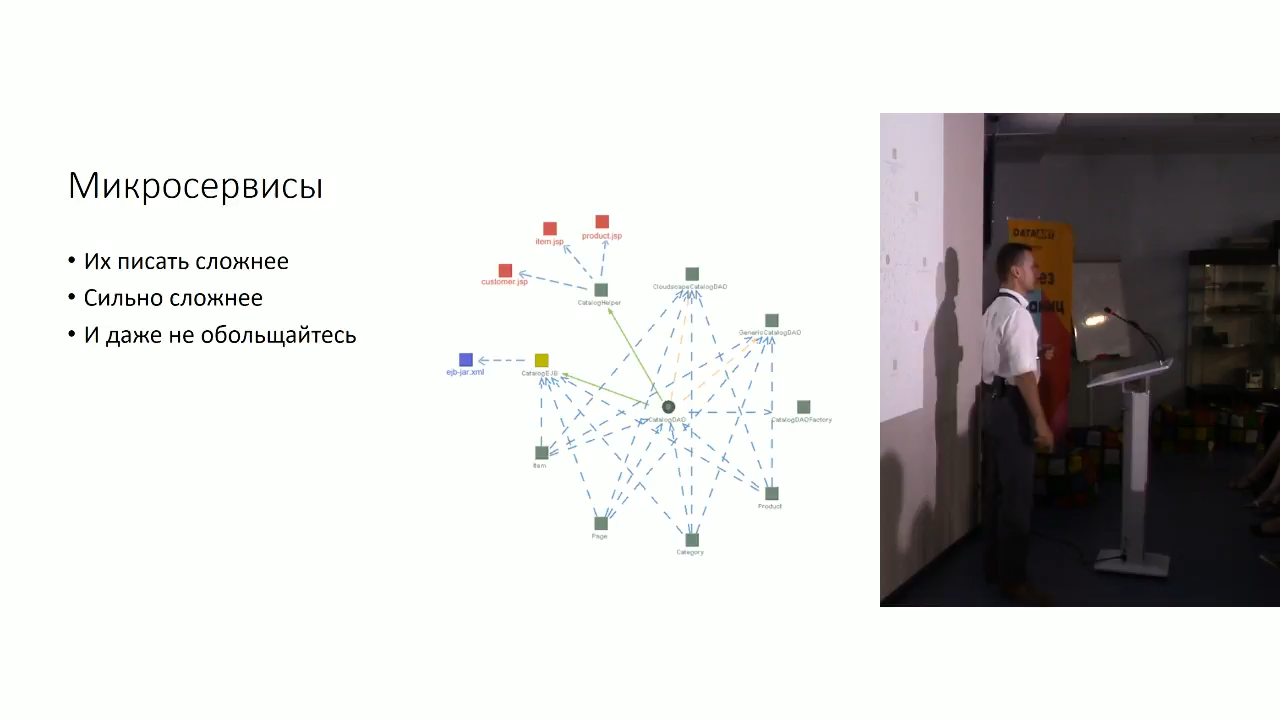 Микросервисы
• Их писать сложнее
• Сильно сложнее
• И даже не обольщайтесь
item.jsp
product.jsp
customer.jsp
CatalogHelper
CloudscapeCatalogDAO
GenericCatalogDAO
ejb-jar.xml
CatalogEJB
CatalogDAO
CatalogDAOFactory
Item
Product
Page
Category